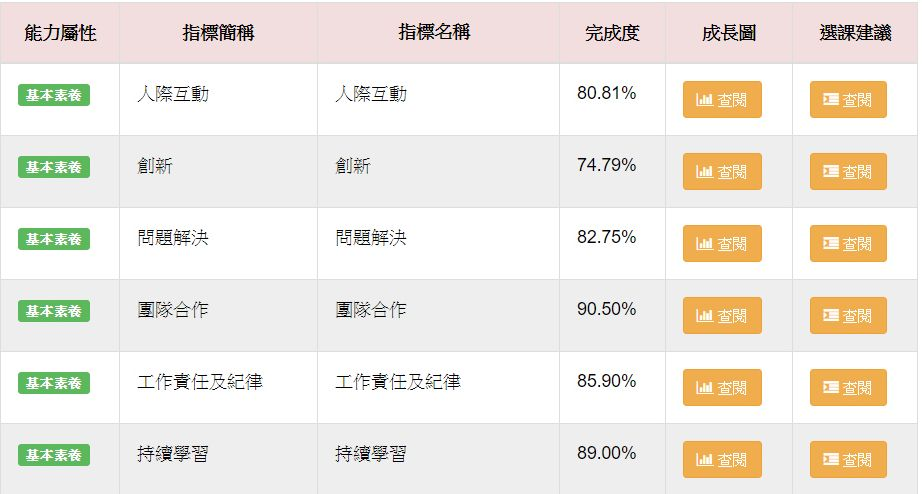 能力屬性 指標簡稱 指標名稱 完成度 成長圖 選課建議
基本素養 人際互動 人際互動 80.81% 查閱 查閱
基本素養 創新 創新 74.79% 查閱 查閱
基本素養 問題解決 問題解決 82.75% 查閱 查閱
基本素養 團隊合作 團隊合作 90.50% 查閱 查閱
基本素養 工作責任及紀律 工作責任及紀律 85.90% 查閱 查閱
基本素養 持續學習 持續學習 89.00% 查閱 查閱